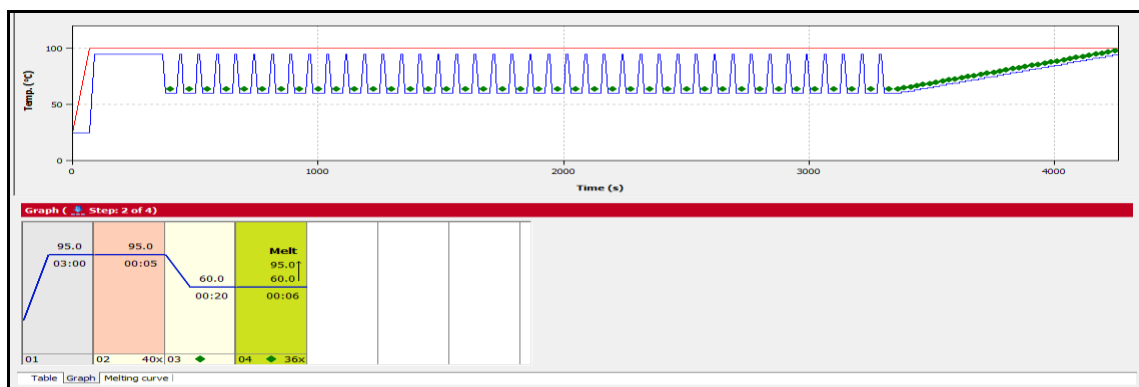 100
50
0
Temp. (°C)
0 1000 2000 3000 4000
Time (s)
Graph ( Step: 2 of 4)
95.0 95.0 Melt
03:00 00:05 95.0↑
60.0 60.0
00:20 00:06
01 02 40x 03 04 36x
Table Graph Melting curve